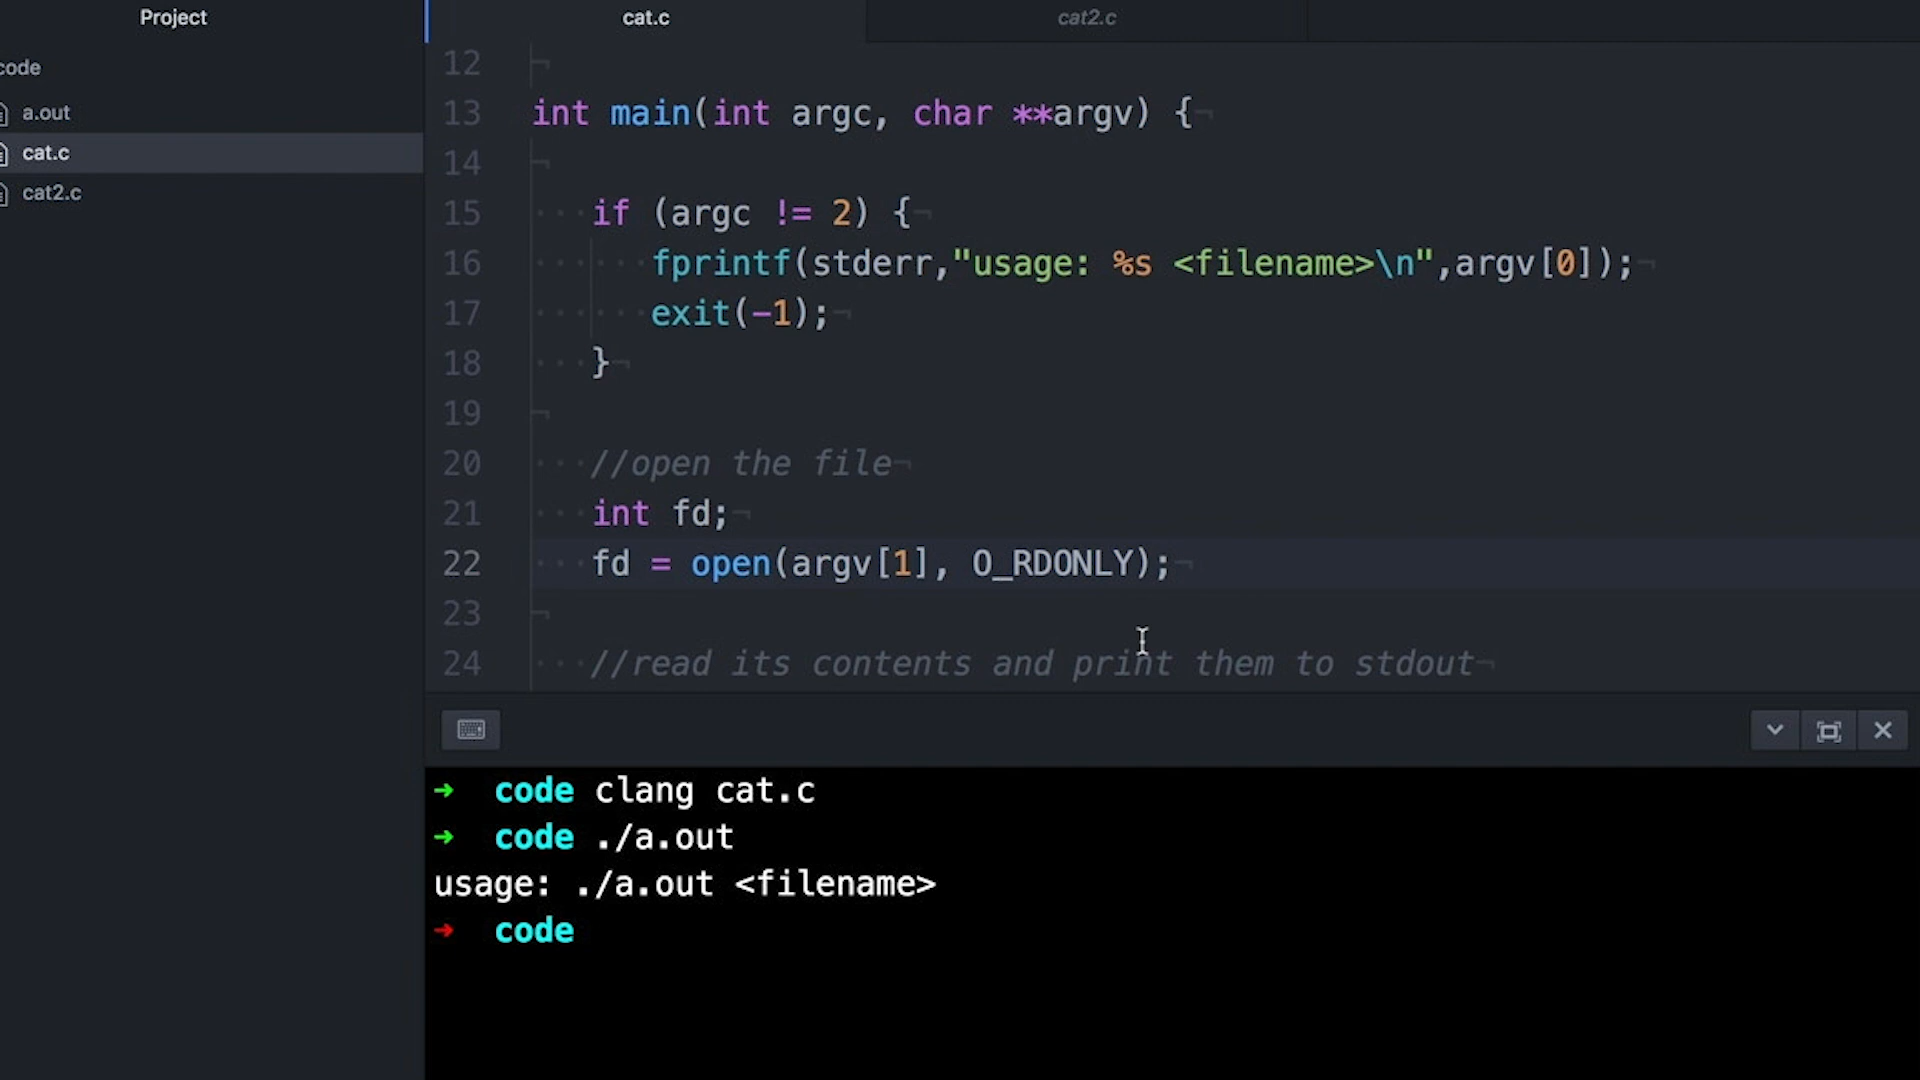 Project
code
a.out
cat.c
cat2.c
cat.c
cat2.c
12
13 int main(int argc, char **argv) {
14
15 if (argc != 2) {
16 fprintf(stderr,"usage: %s <filename>\n",argv[0]);
17 exit(-1);
18 }
19
20 //open the file
21 int fd;
22 fd = open(argv[1], O_RDONLY);
23
24 //read its contents and print them to stdout
➜ code clang cat.c
➜ code ./a.out
usage: ./a.out <filename>
➜ code